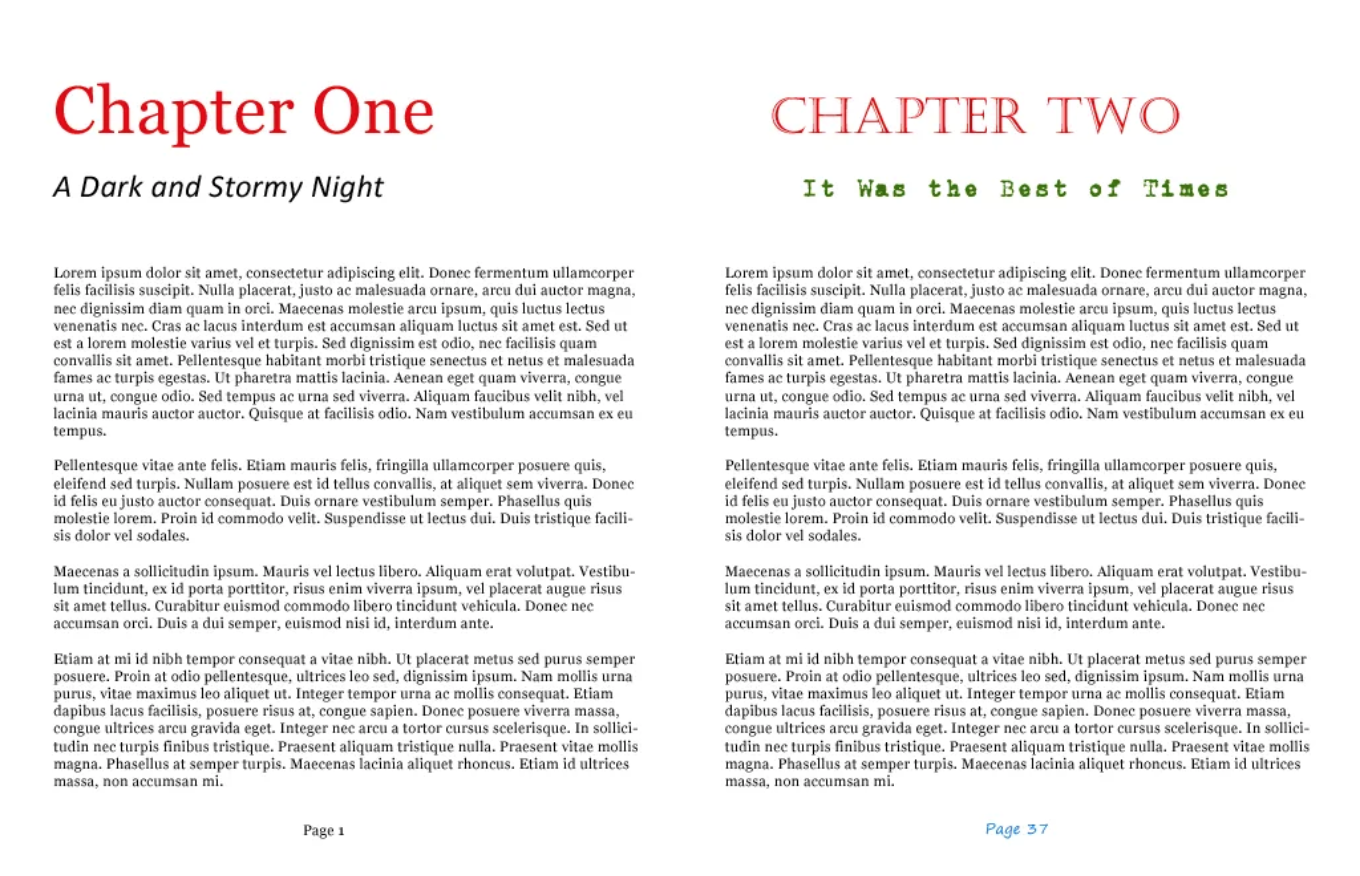 Chapter One
A Dark and Stormy Night
Lorem ipsum dolor sit amet, consectetur adipiscing elit. Donec fermentum ullamcorper
felis facilisis suscipit. Nulla placerat, justo ac malesuada ornare, arcu dui auctor magna,
nec dignissim diam quam in orci. Maecenas molestie arcu ipsum, quis luctus lectus
venenatis nec. Cras ac lacus interdum est accumsan aliquam luctus sit amet est. Sed ut
est a lorem molestie varius vel et turpis. Sed dignissim est odio, nec facilisis quam
convallis sit amet. Pellentesque habitant morbi tristique senectus et netus et malesuada
fames ac turpis egestas. Ut pharetra mattis lacinia. Aenean eget quam viverra, congue
urna ut, congue odio. Sed tempus ac urna sed viverra. Aliquam faucibus velit nibh, vel
lacinia mauris auctor auctor. Quisque at facilisis odio. Nam vestibulum accumsan ex eu
tempus.
Pellentesque vitae ante felis. Etiam mauris felis, fringilla ullamcorper posuere quis,
eleifend sed turpis. Nullam posuere est id tellus convallis, at aliquet sem viverra. Donec
id felis eu justo auctor consequat. Duis ornare vestibulum semper. Phasellus quis
molestie lorem. Proin id commodo velit. Suspendisse ut lectus dui. Duis tristique facili-
sis dolor vel sodales.
Maecenas a sollicitudin ipsum. Mauris vel lectus libero. Aliquam erat volutpat. Vestibu-
lum tincidunt, ex id porta porttitor, risus enim viverra ipsum, vel placerat augue risus
sit amet tellus. Curabitur euismod commodo libero tincidunt vehicula. Donec nec
accumsan orci. Duis a dui semper, euismod nisi id, interdum ante.
Etiam at mi id nibh tempor consequat a vitae nibh. Ut placerat metus sed purus semper
posuere. Proin at odio pellentesque, ultrices leo sed, dignissim ipsum. Nam mollis urna
purus, vitae maximus leo aliquet ut. Integer tempor urna ac mollis consequat. Etiam
dapibus lacus facilisis, posuere risus at, congue sapien. Donec posuere viverra massa,
congue ultrices arcu gravida eget. Integer nec arcu a tortor cursus scelerisque. In sollici-
tudin nec turpis finibus tristique. Praesent aliquam tristique nulla. Praesent vitae mollis
magna. Phasellus at semper turpis. Maecenas lacinia aliquet rhoncus. Etiam id ultrices
massa, non accumsan mi.
Page 1
CHAPTER TWO
It Was the Best of Times
Lorem ipsum dolor sit amet, consectetur adipiscing elit. Donec fermentum ullamcorper
felis facilisis suscipit. Nulla placerat, justo ac malesuada ornare, arcu dui auctor magna,
nec dignissim diam quam in orci. Maecenas molestie arcu ipsum, quis luctus lectus
venenatis nec. Cras ac lacus interdum est accumsan aliquam luctus sit amet est. Sed ut
est a lorem molestie varius vel et turpis. Sed dignissim est odio, nec facilisis quam
convallis sit amet. Pellentesque habitant morbi tristique senectus et netus et malesuada
fames ac turpis egestas. Ut pharetra mattis lacinia. Aenean eget quam viverra, congue
urna ut, congue odio. Sed tempus ac urna sed viverra. Aliquam faucibus velit nibh, vel
lacinia mauris auctor auctor. Quisque at facilisis odio. Nam vestibulum accumsan ex eu
tempus.
Pellentesque vitae ante felis. Etiam mauris felis, fringilla ullamcorper posuere quis,
eleifend sed turpis. Nullam posuere est id tellus convallis, at aliquet sem viverra. Donec
id felis eu justo auctor consequat. Duis ornare vestibulum semper. Phasellus quis
molestie lorem. Proin id commodo velit. Suspendisse ut lectus dui. Duis tristique facili-
sis dolor vel sodales.
Maecenas a sollicitudin ipsum. Mauris vel lectus libero. Aliquam erat volutpat. Vestibu-
lum tincidunt, ex id porta porttitor, risus enim viverra ipsum, vel placerat augue risus
sit amet tellus. Curabitur euismod commodo libero tincidunt vehicula. Donec nec
accumsan orci. Duis a dui semper, euismod nisi id, interdum ante.
Etiam at mi id nibh tempor consequat a vitae nibh. Ut placerat metus sed purus semper
posuere. Proin at odio pellentesque, ultrices leo sed, dignissim ipsum. Nam mollis urna
purus, vitae maximus leo aliquet ut. Integer tempor urna ac mollis consequat. Etiam
dapibus lacus facilisis, posuere risus at, congue sapien. Donec posuere viverra massa,
congue ultrices arcu gravida eget. Integer nec arcu a tortor cursus scelerisque. In sollici-
tudin nec turpis finibus tristique. Praesent aliquam tristique nulla. Praesent vitae mollis
magna. Phasellus at semper turpis. Maecenas lacinia aliquet rhoncus. Etiam id ultrices
massa, non accumsan mi.
Page 37